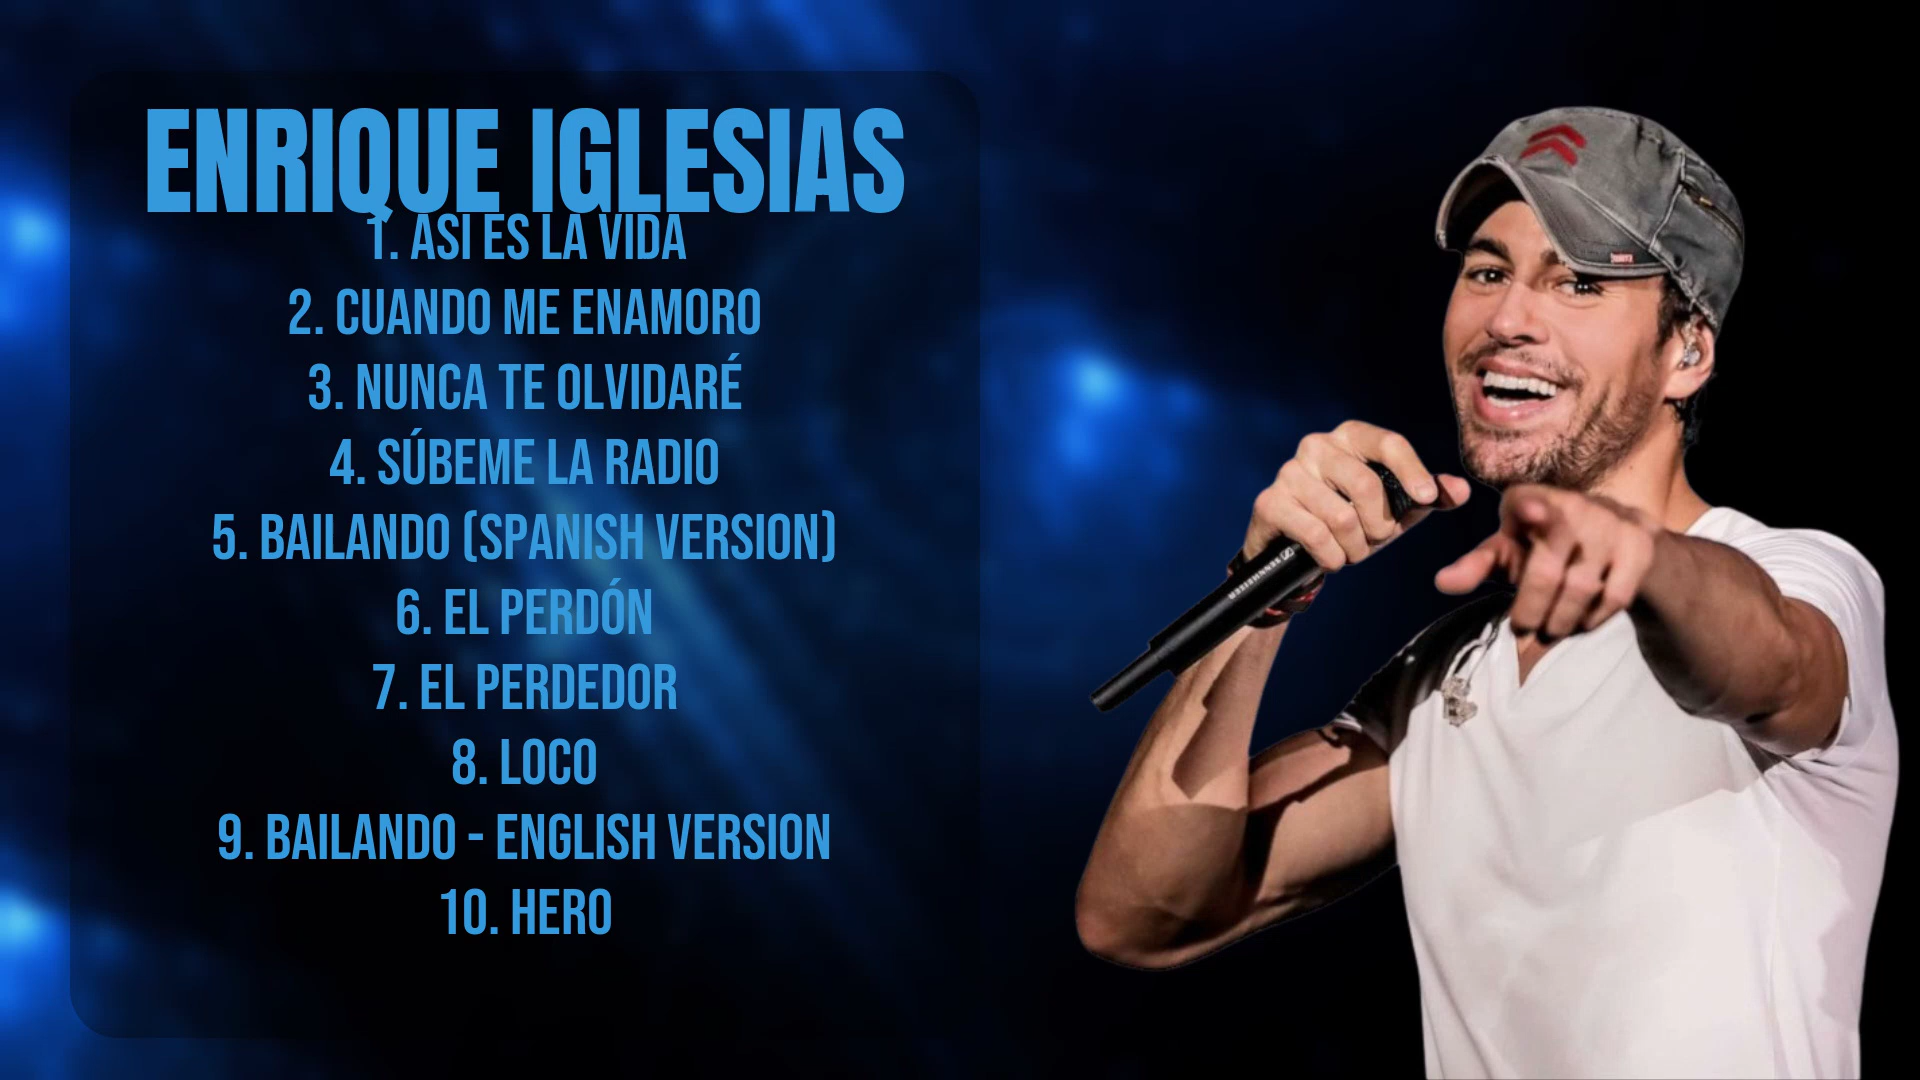 ENRIQUE IGLESIAS
1. ASI ES LA VIDA
2. CUANDO ME ENAMORO
3. NUNCA TE OLVIDARÉ
4. SÚBEME LA RADIO
5. BAILANDO (SPANISH VERSION)
6. EL PERDÓN
7. EL PERDEDOR
8. LOCO
9. BAILANDO - ENGLISH VERSION
10. HERO
SENNHEISER